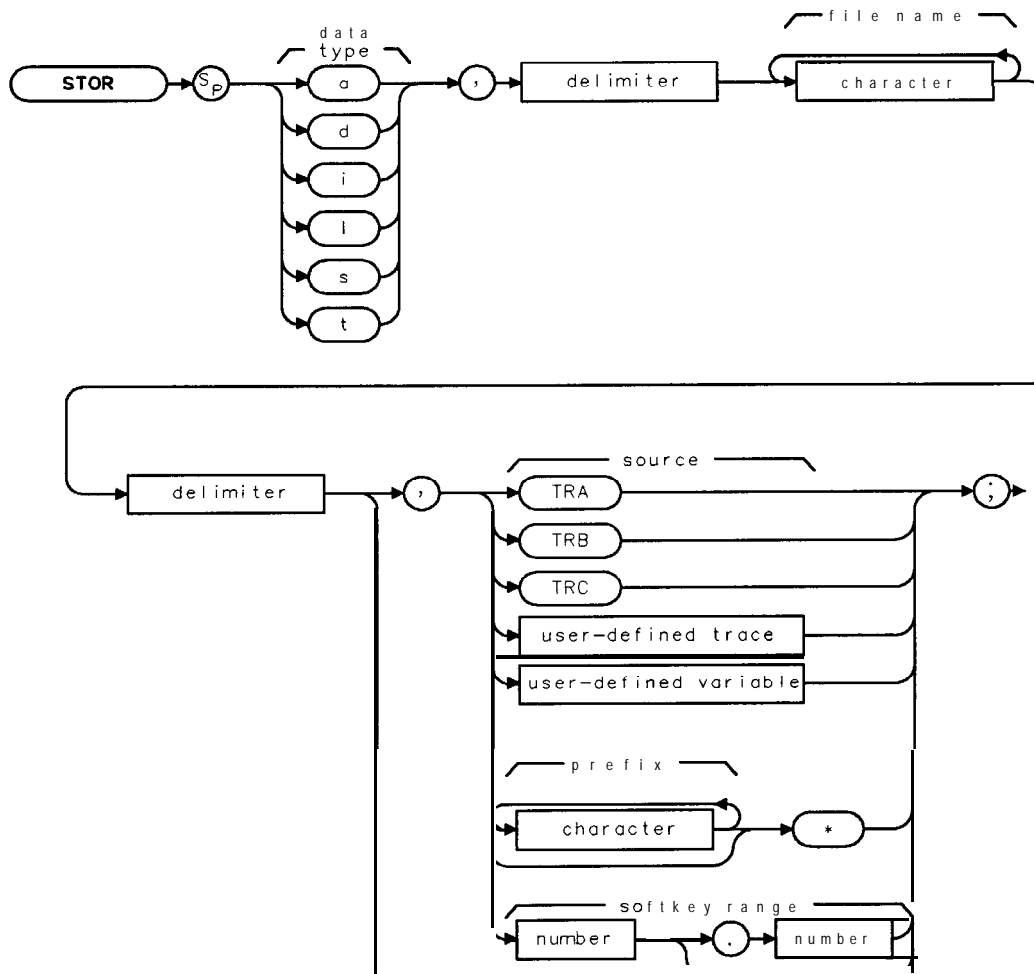 file name
data
type
STOR
SP
a
,
delimiter
character
d
i
l
s
t
source
delimiter
,
TRA
;
TRB
TRC
user-defined trace
user-defined variable
prefix
character
*
softkey range
number
.
number